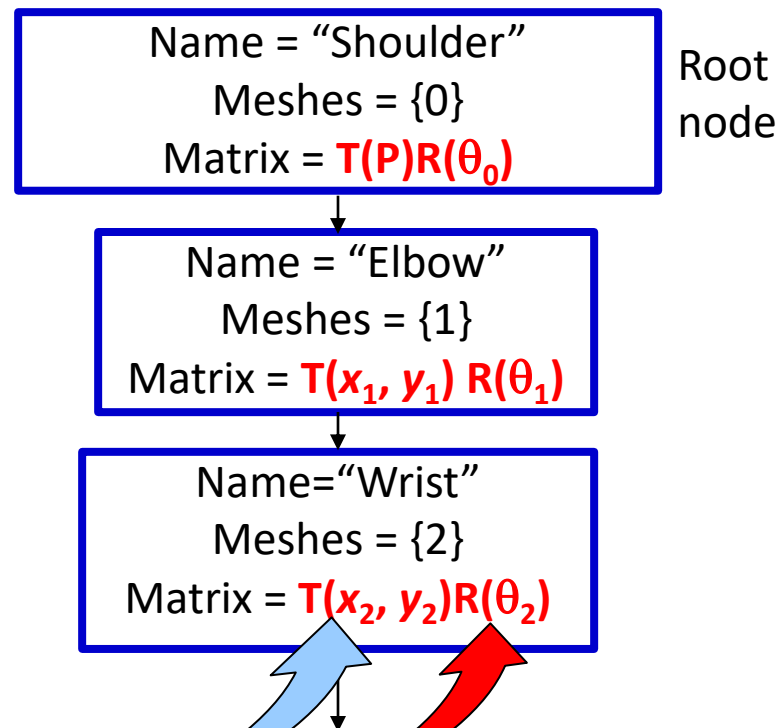 Name = “Shoulder”
Meshes = {0}
Matrix = T(P)R(θ₀)
Root
node
Name = “Elbow”
Meshes = {1}
Matrix = T(x₁, y₁) R(θ₁)
Name=“Wrist”
Meshes = {2}
Matrix = T(x₂, y₂)R(θ₂)